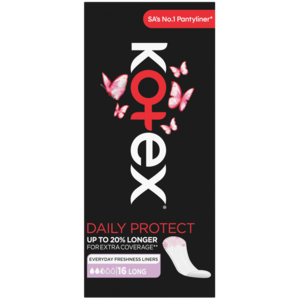 SA's No.1 Pantyliner*
Kotex
DAILY PROTECT
UP TO 20% LONGER
FOR EXTRA COVERAGE**
EVERYDAY FRESHNESS LINERS
16 LONG